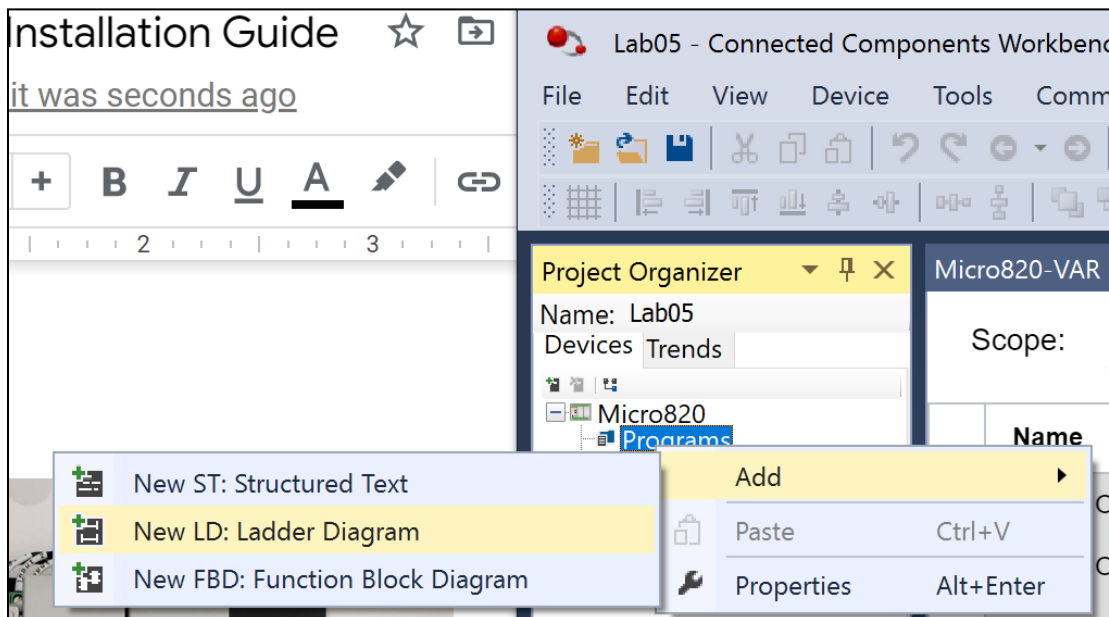 Installation Guide
it was seconds ago
+ B I U A
2 3
Lab05 - Connected Components Workbenc
File Edit View Device Tools Comm
Project Organizer
Name: Lab05
Devices Trends
Micro820
Programs
Micro820-VAR
Scope:
Name
Add
Paste Ctrl+V
Properties Alt+Enter
New ST: Structured Text
New LD: Ladder Diagram
New FBD: Function Block Diagram